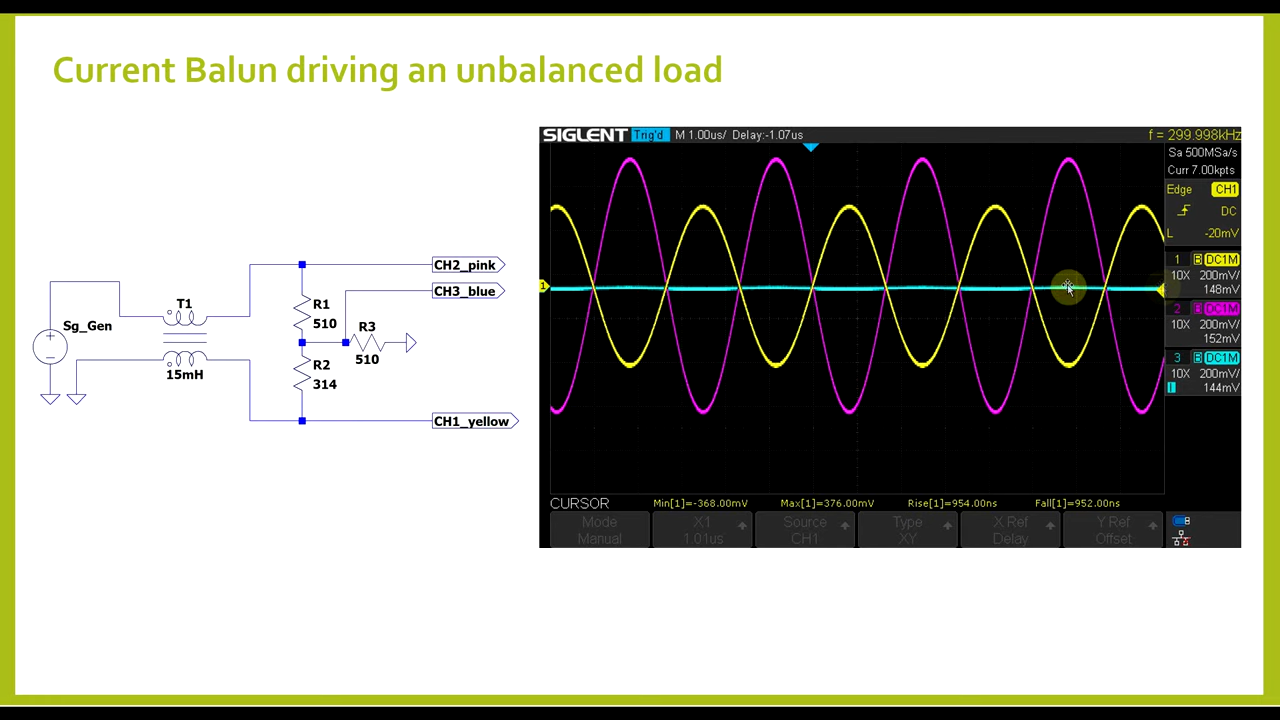 Current Balun driving an unbalanced load
SIGLENT Trig'd M 1.00us/ Delay:-1.07us f = 299.998kHz
Sa 500MSa/s
Curr 7.00kpts
Edge CH1
DC
L -20mV
1 B DC1M
10X 200mV/
148mV
2 B DC1M
10X 200mV/
152mV
3 B DC1M
10X 200mV/
144mV
1
CH2_pink
CH3_blue
T1
R1
510
Sg_Gen
R3
510
15mH
R2
314
CH1_yellow
CURSOR Min[1]=-368.00mV Max[1]=376.00mV Rise[1]=954.00ns Fall[1]=952.00ns
Mode X1 Source Type X Ref Y Ref
Manual 1.01us CH1 XY Delay Offset